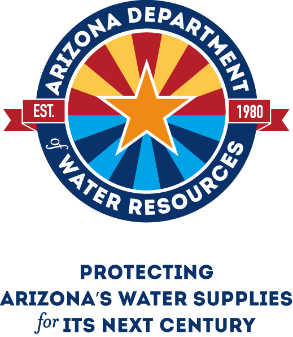 ARIZONA DEPARTMENT
of WATER RESOURCES
EST. 1980
PROTECTING
ARIZONA'S WATER SUPPLIES
for ITS NEXT CENTURY